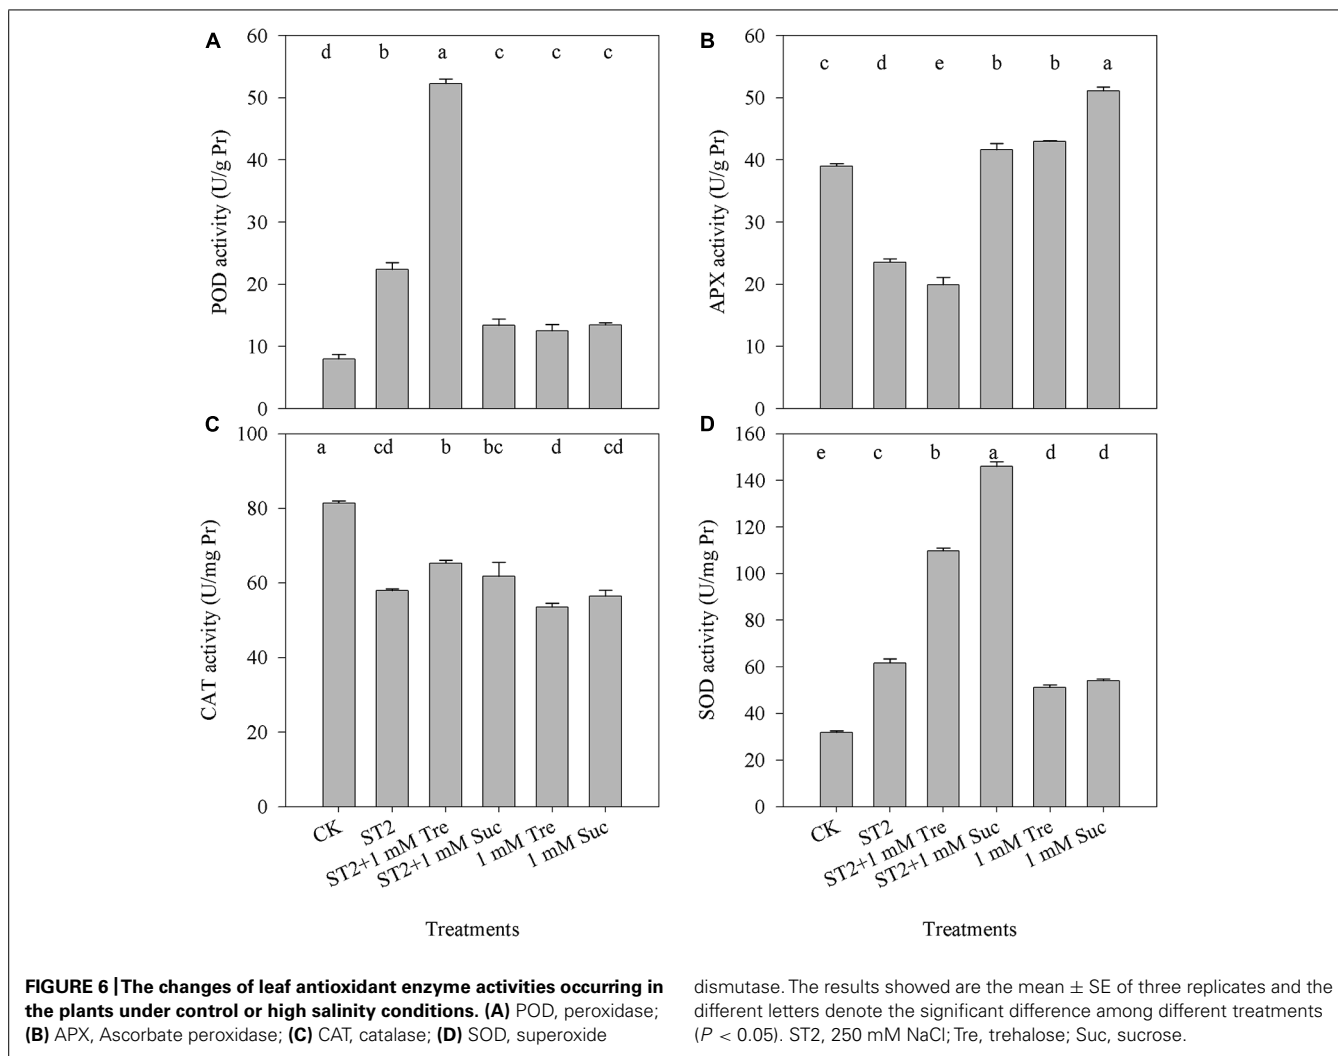 A
60
50
40
30
20
10
0
POD activity (U/g Pr)
d b a c c c
B
60
50
40
30
20
10
0
APX activity (U/g Pr)
c d e b b a
C
100
80
60
40
20
0
CAT activity (U/mg Pr)
a cd b bc d cd
CK
ST2
ST2+1 mM Tre
ST2+1 mM Suc
1 mM Tre
1 mM Suc
Treatments
D
160
140
120
100
80
60
40
20
0
SOD activity (U/mg Pr)
e c b a d d
CK
ST2
ST2+1 mM Tre
ST2+1 mM Suc
1 mM Tre
1 mM Suc
Treatments
FIGURE 6 | The changes of leaf antioxidant enzyme activities occurring in
the plants under control or high salinity conditions. (A) POD, peroxidase;
(B) APX, Ascorbate peroxidase; (C) CAT, catalase; (D) SOD, superoxide
dismutase. The results showed are the mean ± SE of three replicates and the
different letters denote the significant difference among different treatments
(P < 0.05). ST2, 250 mM NaCl; Tre, trehalose; Suc, sucrose.